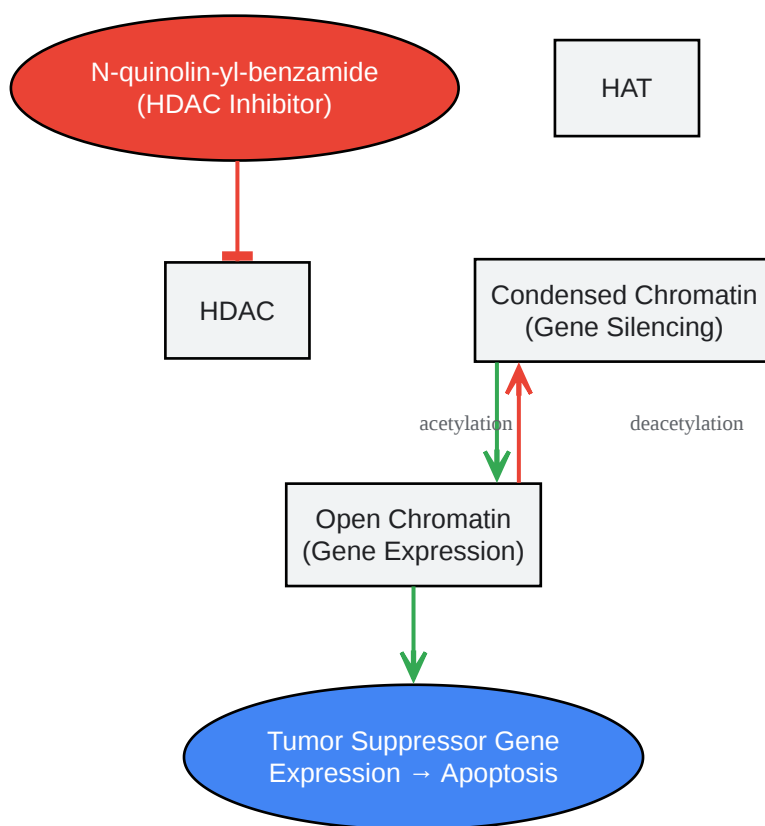 N-quinolin-yl-benzamide
(HDAC Inhibitor)
HAT
HDAC
Condensed Chromatin
(Gene Silencing)
acetylation
deacetylation
Open Chromatin
(Gene Expression)
Tumor Suppressor Gene
Expression → Apoptosis